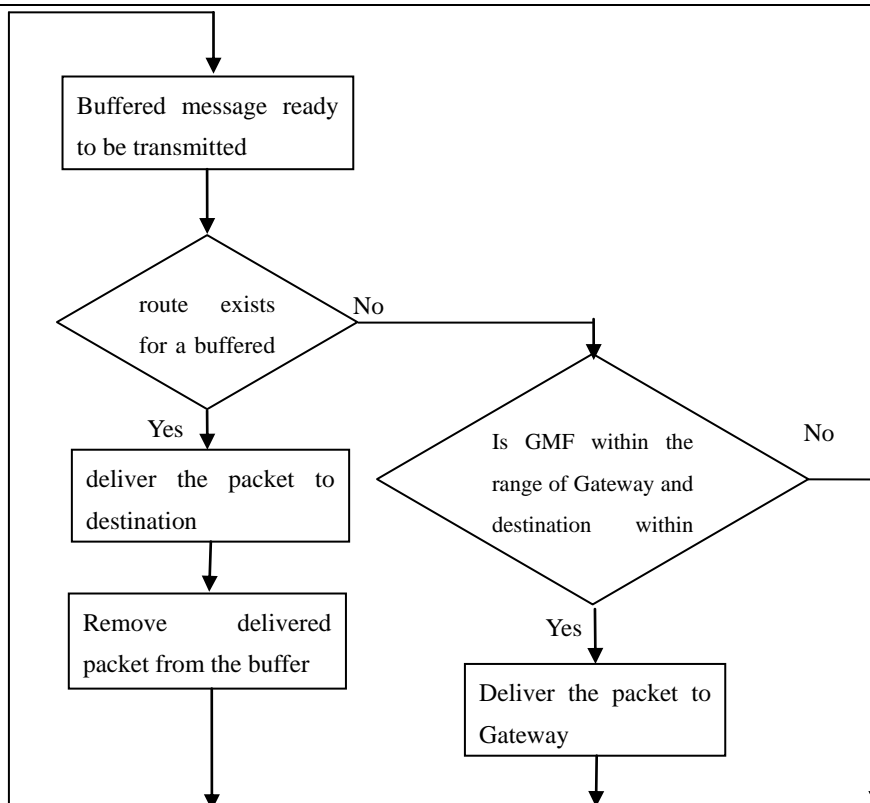 Buffered message ready
to be transmitted
route exists
for a buffered
No
Yes
deliver the packet to
destination
Remove delivered
packet from the buffer
Is GMF within the
range of Gateway and
destination within
No
Yes
Deliver the packet to
Gateway